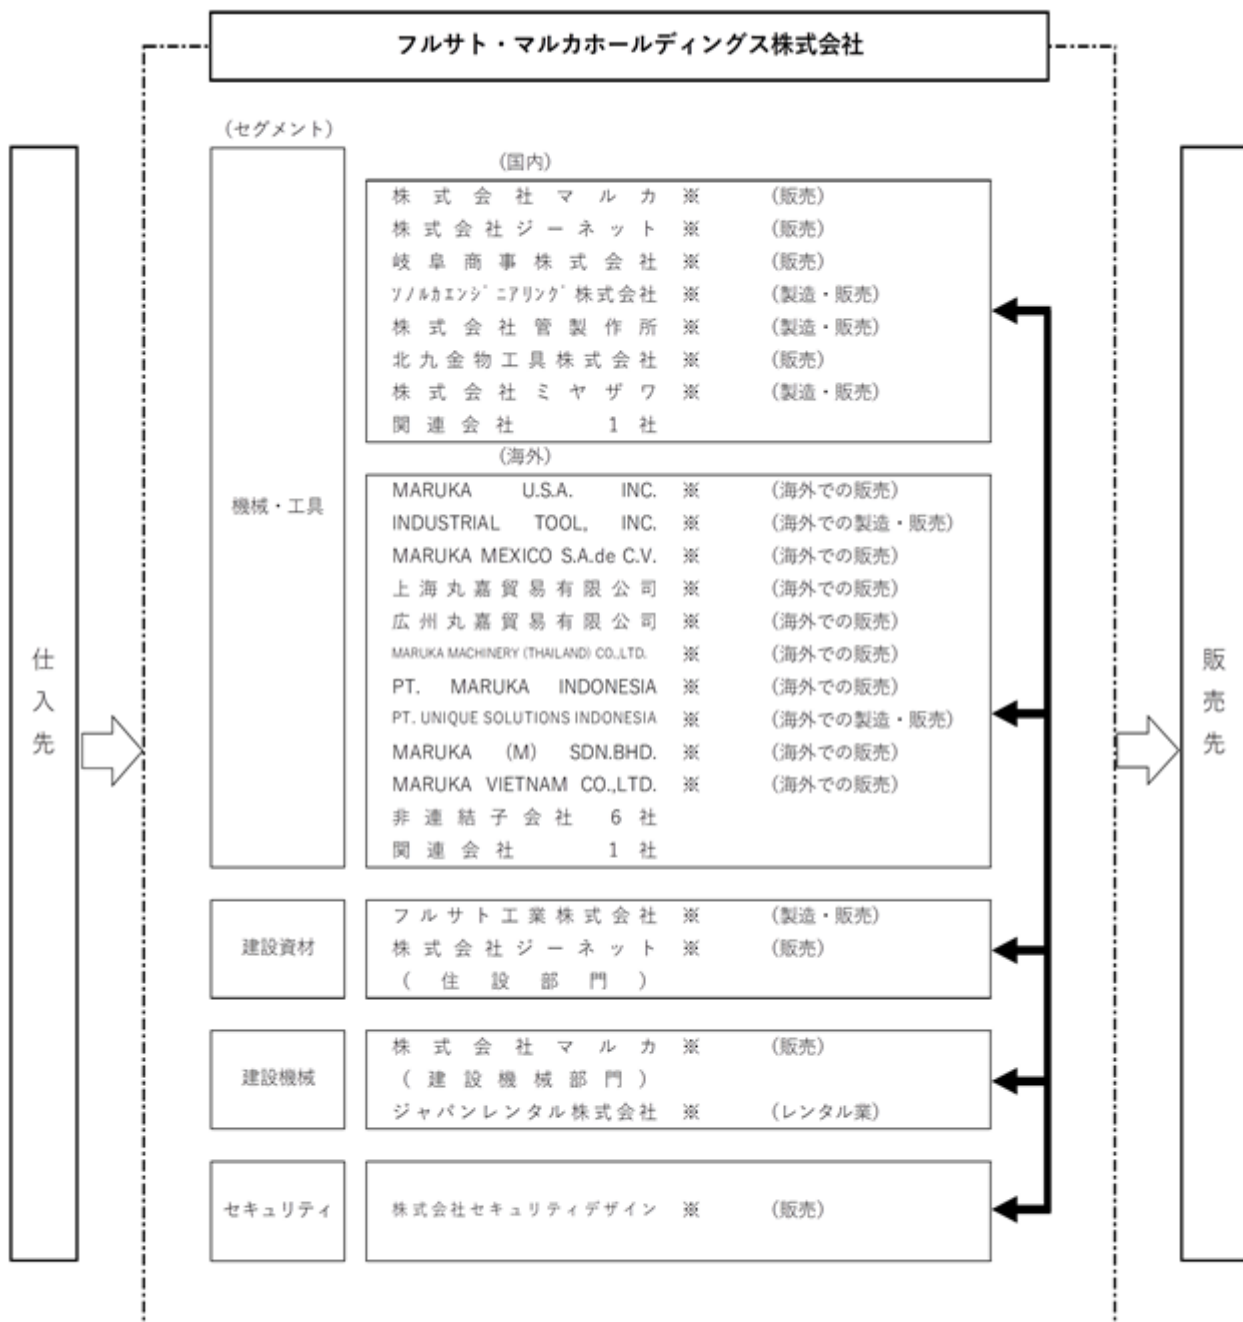 フルサト・マルカホールディングス株式会社
(セグメント)
仕入先
販売先
機械・工具
(国内)
株式会社マルカ ※ (販売)
株式会社ジーネット ※ (販売)
岐阜商事株式会社 ※ (販売)
ソノルカエンジニアリング株式会社 ※ (製造・販売)
株式会社管製作所 ※ (製造・販売)
北九金物工具株式会社 ※ (販売)
株式会社ミヤザワ ※ (製造・販売)
関連会社 1社
(海外)
MARUKA U.S.A. INC. ※ (海外での販売)
INDUSTRIAL TOOL, INC. ※ (海外での製造・販売)
MARUKA MEXICO S.A.de C.V. ※ (海外での販売)
上海丸嘉貿易有限公司 ※ (海外での販売)
広州丸嘉貿易有限公司 ※ (海外での販売)
MARUKA MACHINERY (THAILAND) CO.,LTD. ※ (海外での販売)
PT. MARUKA INDONESIA ※ (海外での販売)
PT. UNIQUE SOLUTIONS INDONESIA ※ (海外での製造・販売)
MARUKA (M) SDN.BHD. ※ (海外での販売)
MARUKA VIETNAM CO.,LTD. ※ (海外での販売)
非連結子会社 6社
関連会社 1社
建設資材
フルサト工業株式会社 ※ (製造・販売)
株式会社ジーネット ※ (販売)
(住設部門)
建設機械
株式会社マルカ ※ (販売)
(建設機械部門)
ジャパンレンタル株式会社 ※ (レンタル業)
セキュリティ
株式会社セキュリティデザイン ※ (販売)